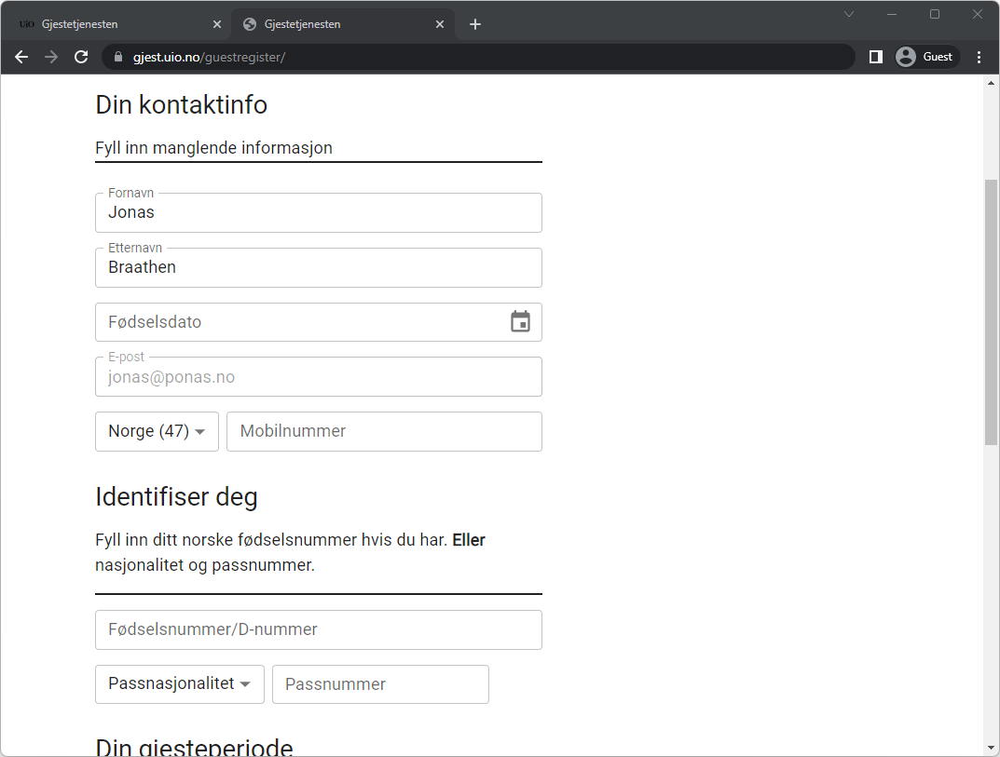 UiO Gjestetjenesten
Gjestetjenesten
gjest.uio.no/guestregister/
Guest
Din kontaktinfo
Fyll inn manglende informasjon
Fornavn
Jonas
Etternavn
Braathen
Fødselsdato
E-post
jonas@ponas.no
Norge (47)
Mobilnummer
Identifiser deg
Fyll inn ditt norske fødselsnummer hvis du har. Eller
nasjonalitet og passnummer.
Fødselsnummer/D-nummer
Passnasjonalitet
Passnummer
Din gjesteperiode